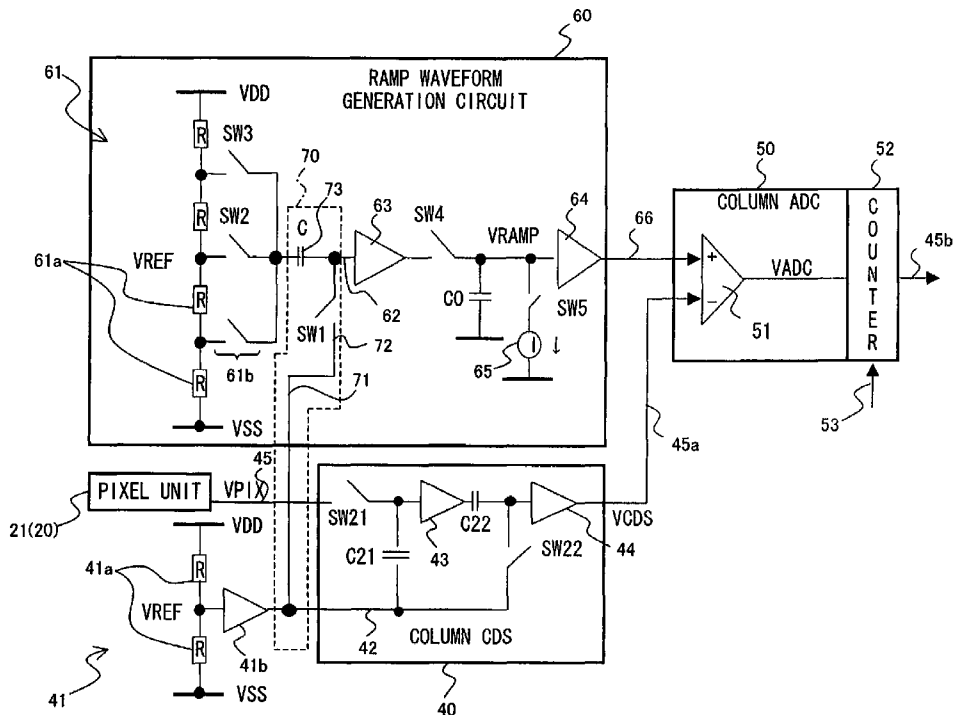 60
61
RAMP WAVEFORM
GENERATION CIRCUIT
VDD
R
SW3
70
73
C
63
SW4
VRAMP
64
66
50
52
COLUMN ADC
COUNTER
R
SW2
61a
VREF
R
SW1
62
C0
SW5
+
−
VADC
51
45b
61b
72
71
65
I
↓
R
VSS
53
45a
45
PIXEL UNIT
VPIX
21(20)
SW21
43
C22
VCDS
44
VDD
C21
SW22
41a
R
VREF
R
41b
42
COLUMN CDS
41
VSS
40